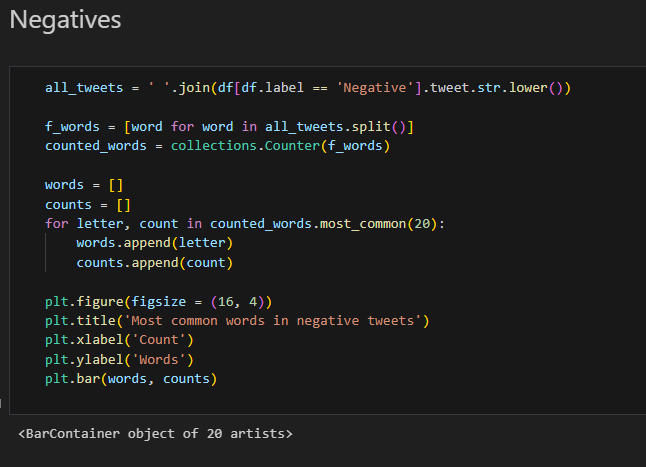 Negatives
all_tweets = ' '.join(df[df.label == 'Negative'].tweet.str.lower())
f_words = [word for word in all_tweets.split()]
counted_words = collections.Counter(f_words)
words = []
counts = []
for letter, count in counted_words.most_common(20):
    words.append(letter)
    counts.append(count)
plt.figure(figsize = (16, 4))
plt.title('Most common words in negative tweets')
plt.xlabel('Count')
plt.ylabel('Words')
plt.bar(words, counts)
<BarContainer object of 20 artists>